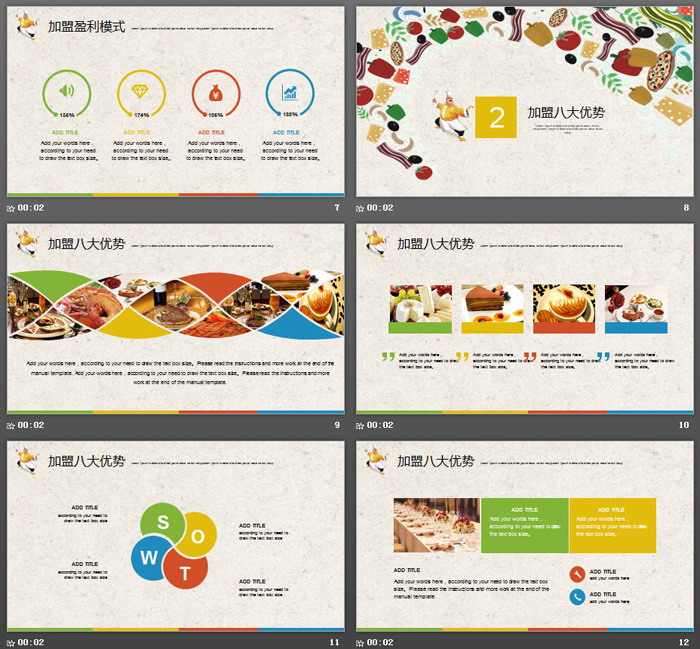 加盟盈利模式
135%
174%
106%
185%
ADD TITLE
ADD TITLE
ADD TITLE
ADD TITLE
Add your words here ,
according to your need
to draw the text box size。
Add your words here ,
according to your need
to draw the text box size。
Add your words here ,
according to your need
to draw the text box size。
Add your words here ,
according to your need
to draw the text box size。
00:02
7
2
加盟八大优势
00:02
8
加盟八大优势
Add your words here , according to your need to draw the text box size。Please read the instructions and more work at the end of the
manual template. Add your words here , according to your need to draw the text box size。Please read the instructions and more
work at the end of the manual template.
00:02
9
加盟八大优势
Add your words here ,
according to your need to draw
the text box size。
Add your words here ,
according to your need to draw
the text box size。
Add your words here ,
according to your need to draw
the text box size。
Add your words here ,
according to your need to draw
the text box size。
00:02
10
加盟八大优势
ADD TITLE
according to your need to
draw the text box size
ADD TITLE
according to your need to
draw the text box size
S
O
W
T
ADD TITLE
according to your need to
draw the text box size
ADD TITLE
according to your need to
draw the text box size
00:02
11
加盟八大优势
ADD TITLE
Add your words here ,
according to your need to draw
the text box size。
ADD TITLE
Add your words here ,
according to your need to draw
the text box size。
ADD TITLE
Add your words here , according to your need to draw the text box
size。Please read the instructions and more work at the end of the
manual template.
ADD TITLE
add your words here,
ADD TITLE
add your words here,
00:02
12